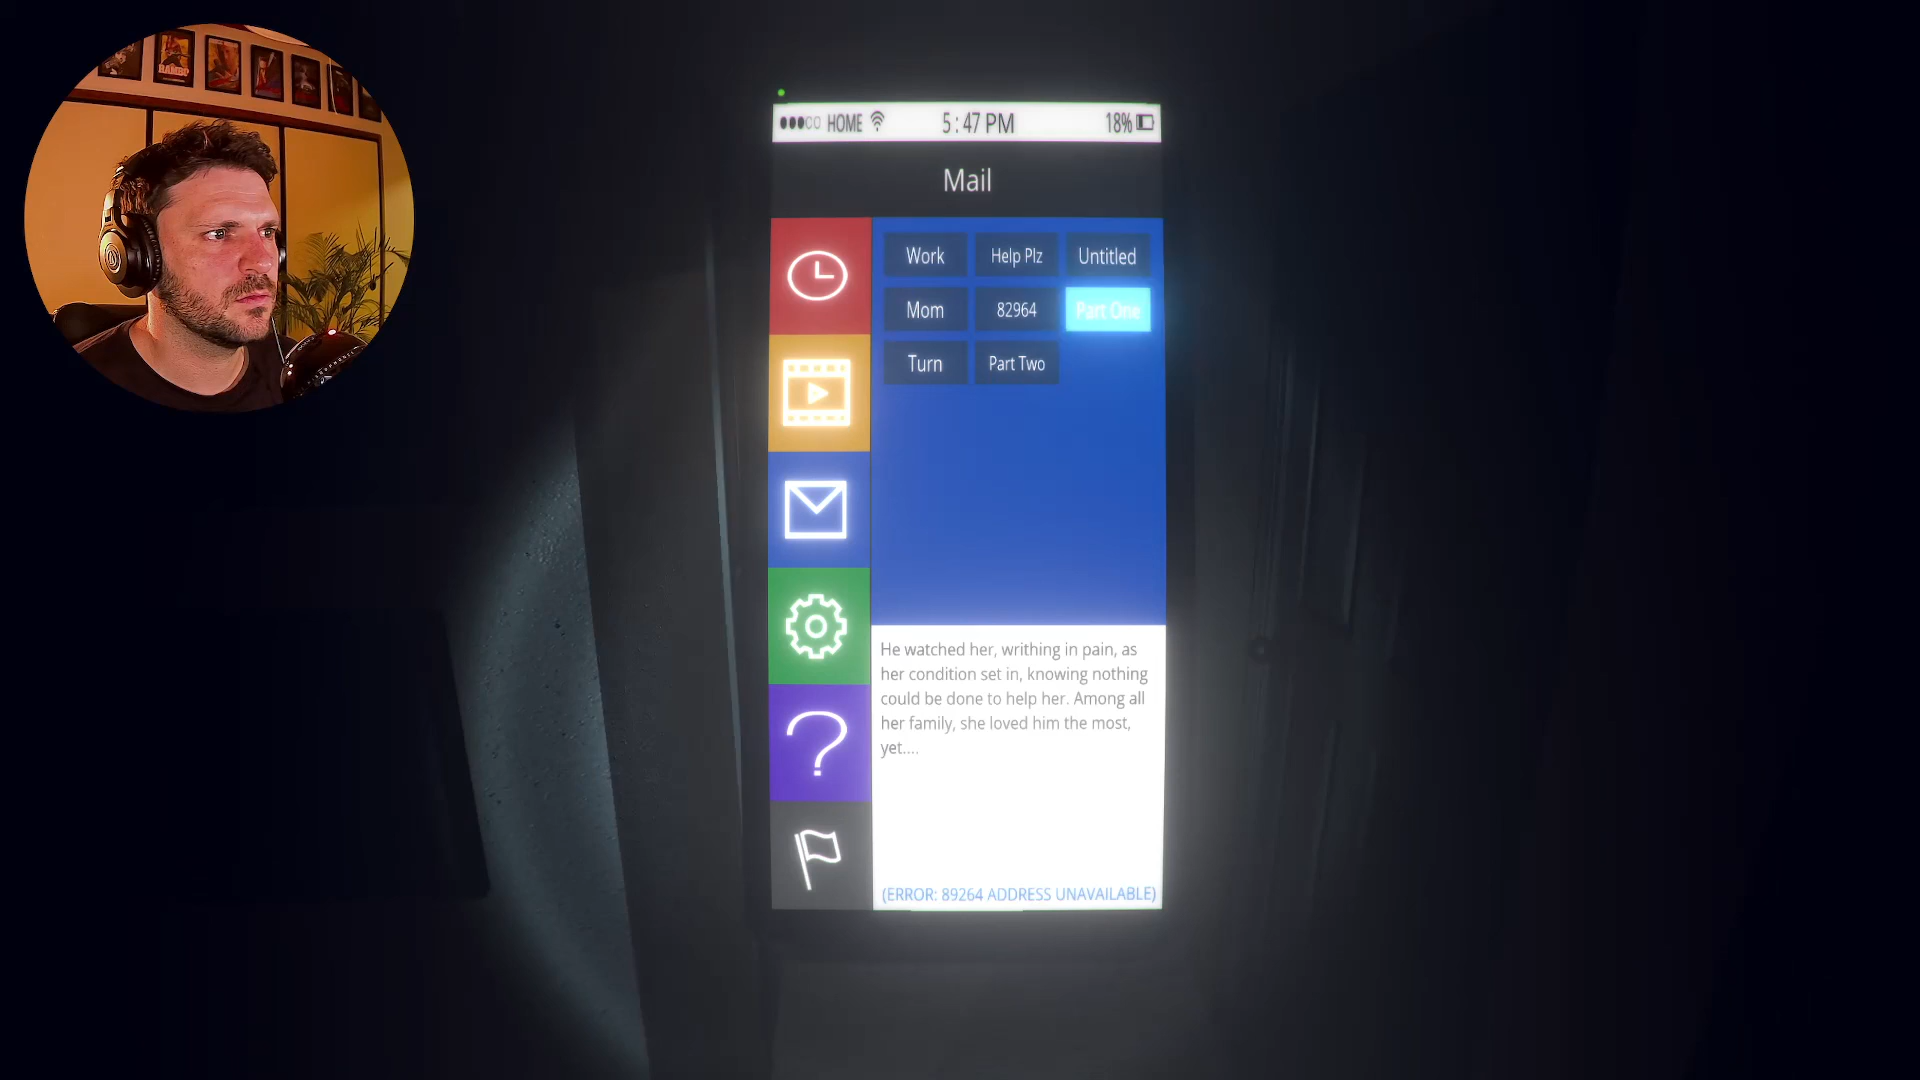 RAMBO
HOME 5:47 PM 18%
Mail
Work Help Plz Untitled
Mom 82964 Part One
Turn Part Two
He watched her, writhing in pain, as
her condition set in, knowing nothing
could be done to help her. Among all
her family, she loved him the most,
yet....
(ERROR: 89264 ADDRESS UNAVAILABLE)